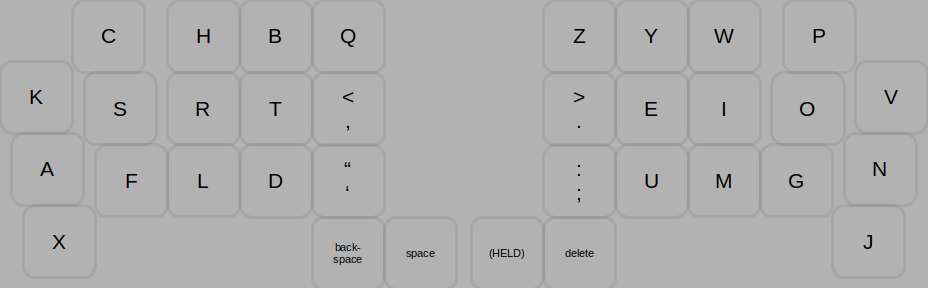 C H B Q Z Y W P
K < > V
S R T , . E I O
A “ : N
F L D ‘ ; U M G
X J
back-
space space (HELD) delete